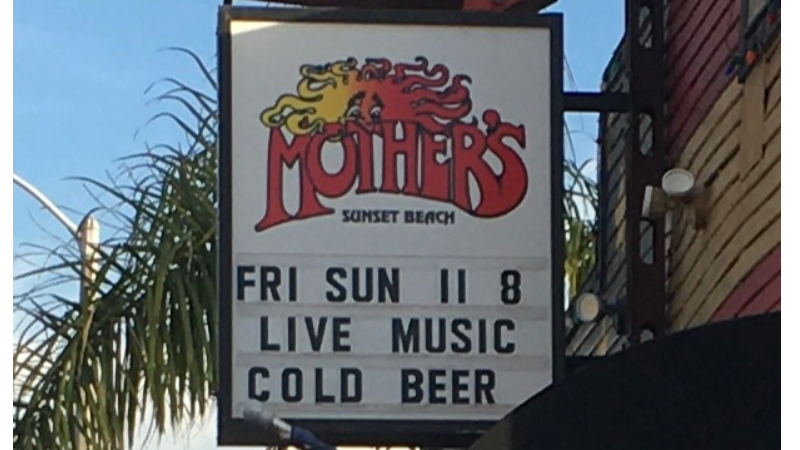 MOTHER'S
SUNSET BEACH
FRI SUN 11 8
LIVE MUSIC
COLD BEER